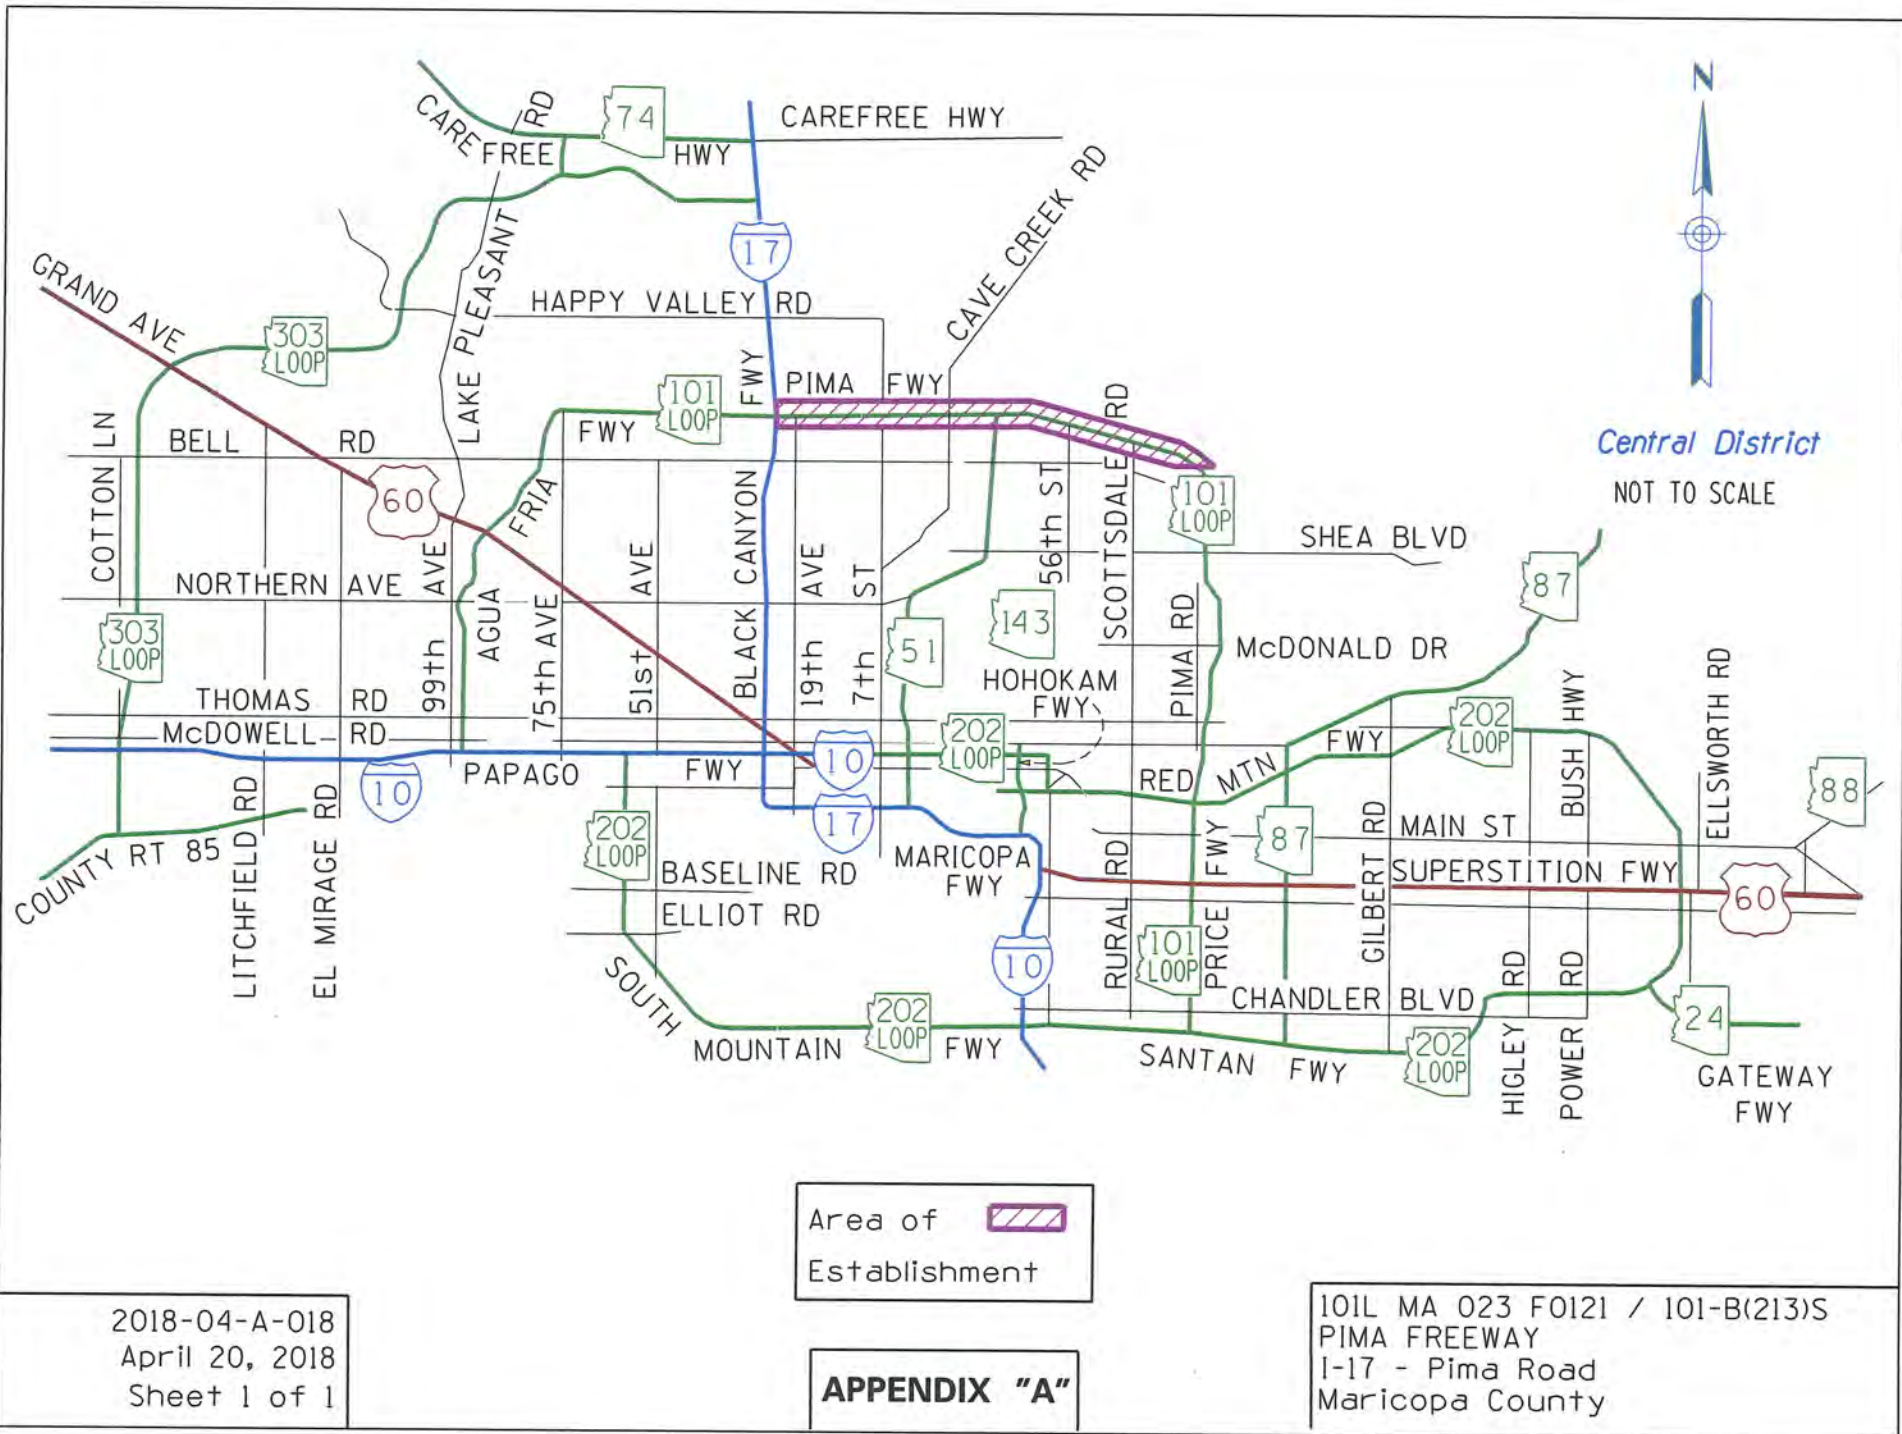 N
CAREFREE HWY
74
RD
CARE FREE HWY
17
CAVE CREEK RD
GRAND AVE
LAKE PLEASANT
HAPPY VALLEY RD
303
LOOP
101
LOOP
FWY
PIMA FWY
FWY
BELL RD
COTTON LN
60
FRIA
BLACK CANYON
56th ST
SCOTTSDALE RD
101
LOOP
Central District
NOT TO SCALE
SHEA BLVD
87
NORTHERN AVE
99th AVE
AGUA
75th AVE
51st AVE
19th AVE
7th ST
51
143
PIMA RD
McDONALD DR
303
LOOP
HOHOKAM
FWY
THOMAS RD
McDOWELL RD
202
LOOP
202
LOOP
BUSH HWY
ELLSWORTH RD
10
10
PAPAGO FWY
RED MTN FWY
88
17
202
LOOP
87
MAIN ST
COUNTY RT 85
LITCHFIELD RD
EL MIRAGE RD
BASELINE RD
ELLIOT RD
MARICOPA
FWY
RURAL RD
PRICE FWY
GILBERT RD
SUPERSTITION FWY
60
10
101
LOOP
HIGLEY RD
POWER RD
CHANDLER BLVD
SOUTH
MOUNTAIN FWY
202
LOOP
SANTAN FWY
202
LOOP
24
GATEWAY
FWY
Area of
Establishment
2018-04-A-018
April 20, 2018
Sheet 1 of 1
APPENDIX "A"
101L MA 023 F0121 / 101-B(213)S
PIMA FREEWAY
I-17 - Pima Road
Maricopa County